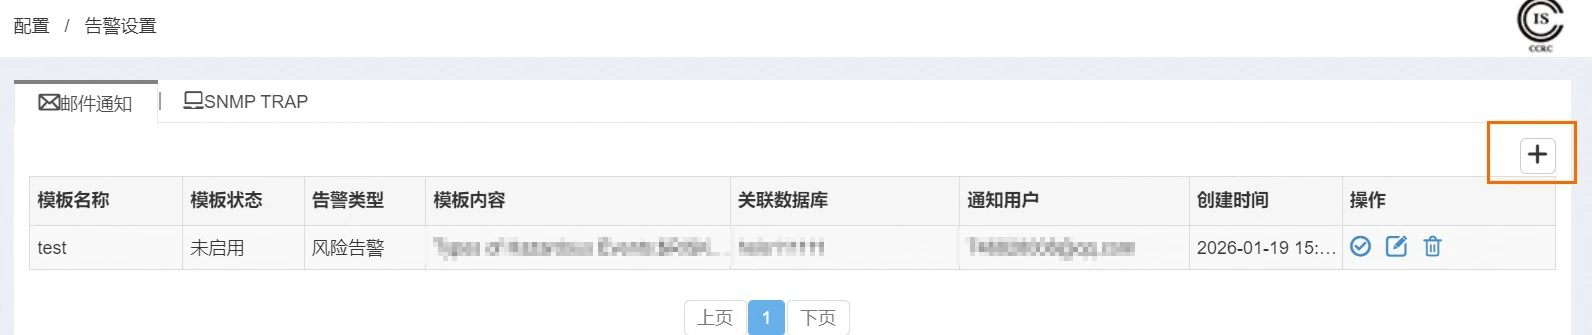 配置 / 告警设置
IS
CCRC
邮件通知 | SNMP TRAP
模板名称 模板状态 告警类型 模板内容 关联数据库 通知用户 创建时间 操作
test 未启用 风险告警 2026-01-19 15:...
上页 1 下页